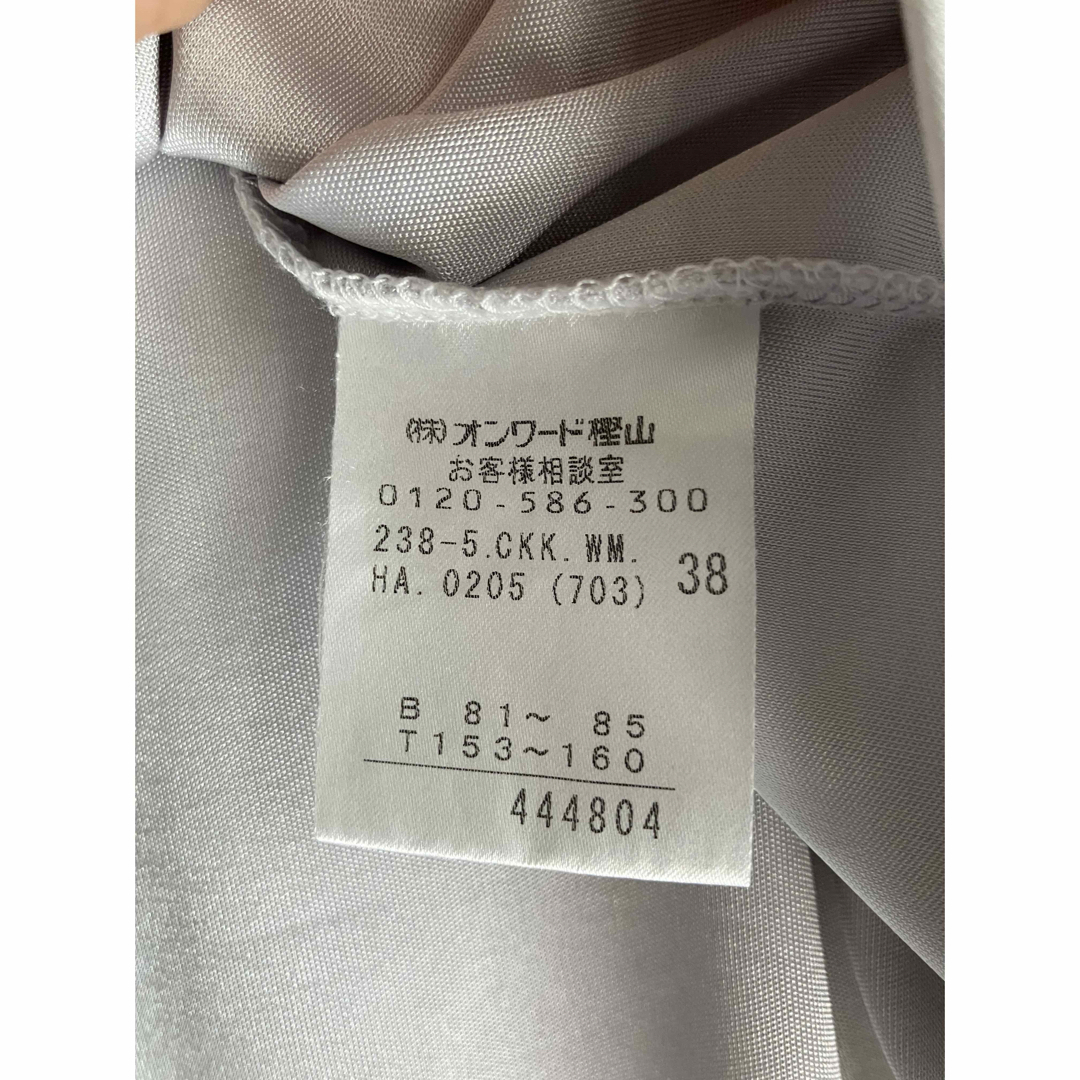 (株)オンワード樫山
お客様相談室
0120-586-300
238-5.CKK.WM.
HA. 0205 (703) 38
B 81～ 85
T153～160
444804